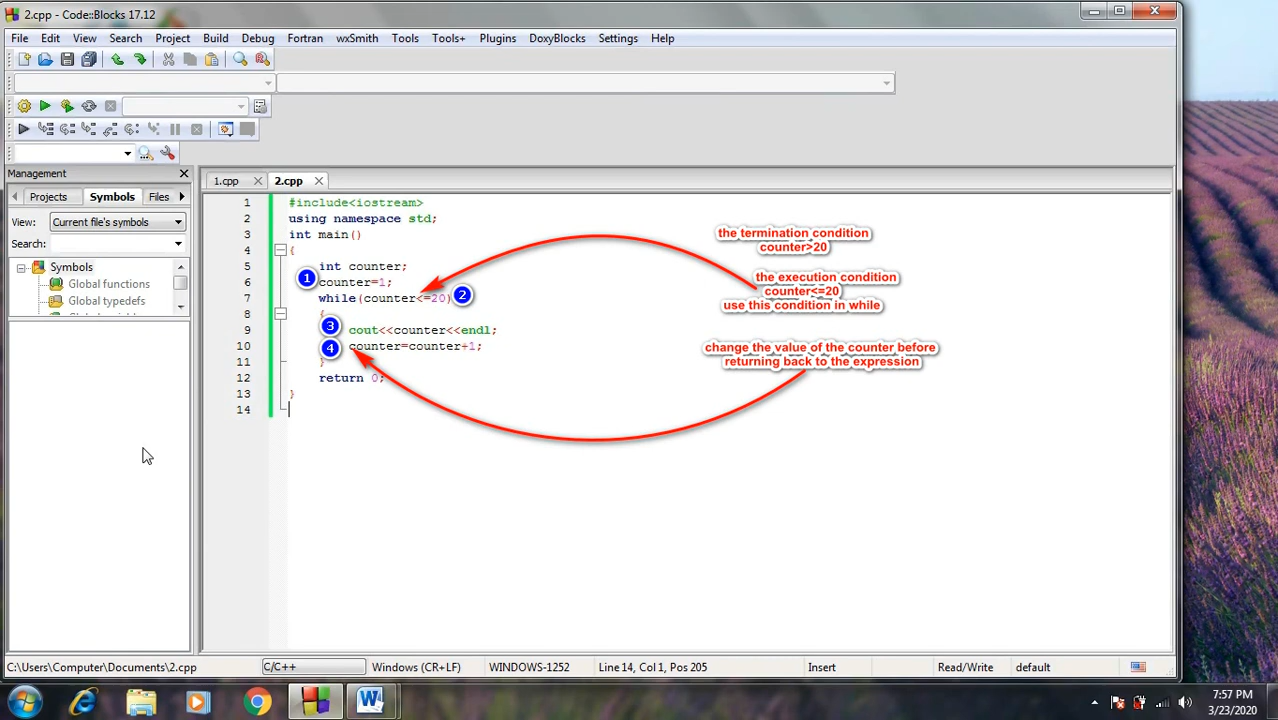 2.cpp - Code::Blocks 17.12
File Edit View Search Project Build Debug Fortran wxSmith Tools Tools+ Plugins DoxyBlocks Settings Help
Management
Projects Symbols Files
View: Current file's symbols
Search:
Symbols
Global functions
Global typedefs
1.cpp 2.cpp
1 #include<iostream>
2 using namespace std;
3 int main()
4 {
5 int counter;
6 counter=1;
7 while(counter<=20)
8 {
9 cout<<counter<<endl;
10 counter=counter+1;
11 }
12 return 0;
13 }
14
1
2
3
4
the termination condition
counter>20
the execution condition
counter<=20
use this condition in while
change the value of the counter before
returning back to the expression
C:\Users\Computer\Documents\2.cpp C/C++ Windows (CR+LF) WINDOWS-1252 Line 14, Col 1, Pos 205 Insert Read/Write default
7:57 PM
3/23/2020